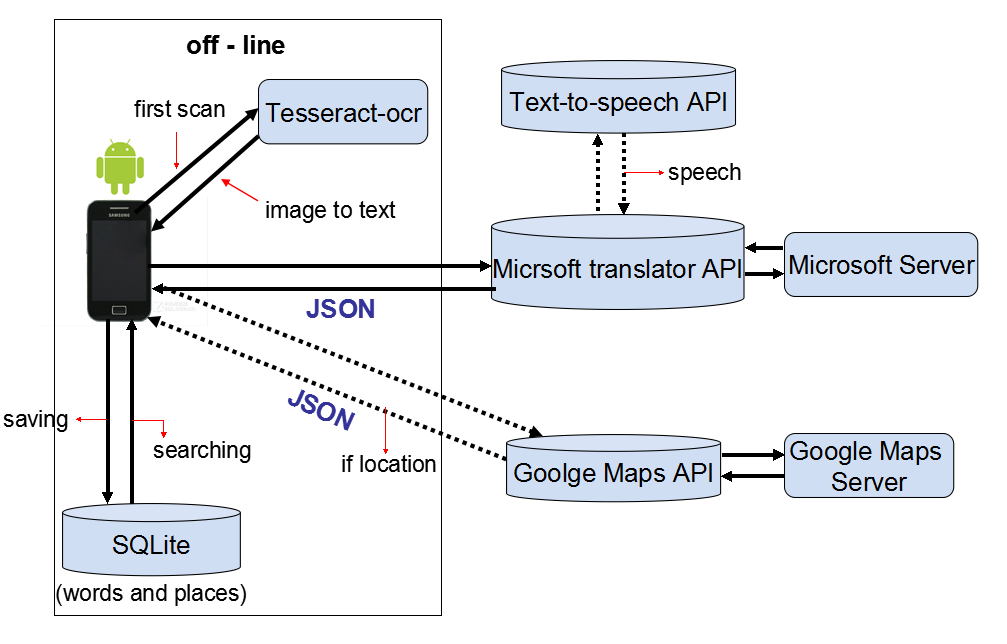 off - line
Tesseract-ocr
first scan
image to text
SAMSUNG
Text-to-speech API
speech
Micrsoft translator API
Microsoft Server
JSON
JSON
if location
saving
searching
Goolge Maps API
Google Maps
Server
SQLite
(words and places)